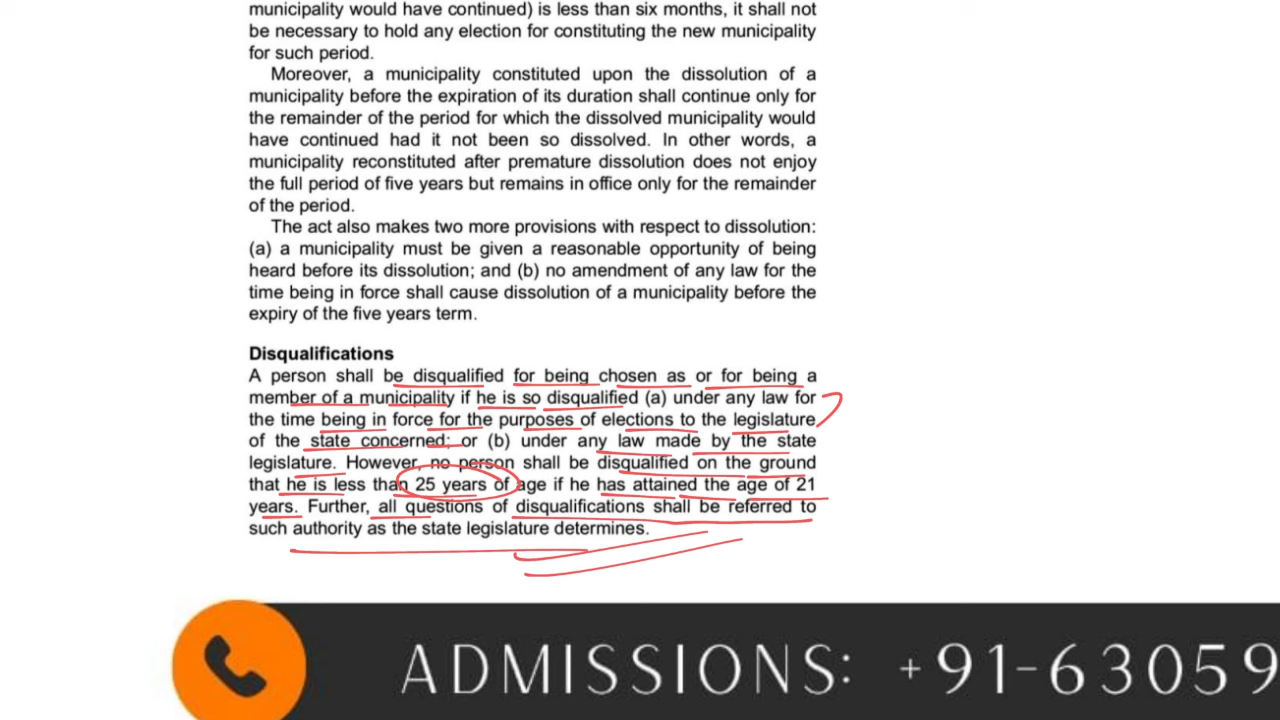 municipality would have continued) is less than six months, it shall not
be necessary to hold any election for constituting the new municipality
for such period.
Moreover, a municipality constituted upon the dissolution of a
municipality before the expiration of its duration shall continue only for
the remainder of the period for which the dissolved municipality would
have continued had it not been so dissolved. In other words, a
municipality reconstituted after premature dissolution does not enjoy
the full period of five years but remains in office only for the remainder
of the period.
The act also makes two more provisions with respect to dissolution:
(a) a municipality must be given a reasonable opportunity of being
heard before its dissolution; and (b) no amendment of any law for the
time being in force shall cause dissolution of a municipality before the
expiry of the five years term.
Disqualifications
A person shall be disqualified for being chosen as or for being a
member of a municipality if he is so disqualified (a) under any law for
the time being in force for the purposes of elections to the legislature
of the state concerned; or (b) under any law made by the state
legislature. However, no person shall be disqualified on the ground
that he is less than 25 years of age if he has attained the age of 21
years. Further, all questions of disqualifications shall be referred to
such authority as the state legislature determines.
ADMISSIONS: +91-63059